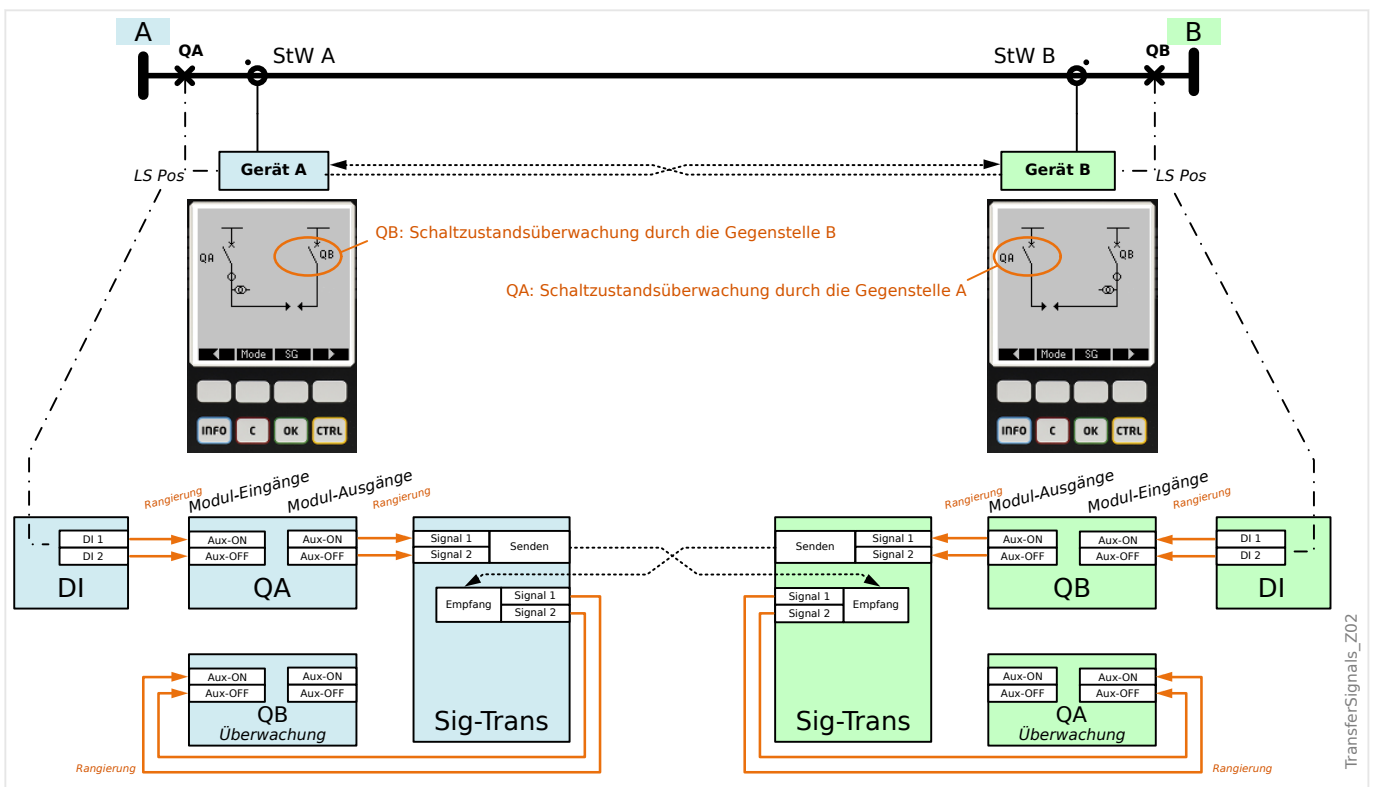 A
B
QA
StW A
StW B
QB
Gerät A
Gerät B
LS Pos
LS Pos
QB: Schaltzustandsüberwachung durch die Gegenstelle B
QA: Schaltzustandsüberwachung durch die Gegenstelle A
QA
QB
Mode
SG
INFO
C
OK
CTRL
QA
QB
Mode
SG
INFO
C
OK
CTRL
Rangierung
Modul-Eingänge
Modul-Ausgänge
Rangierung
Rangierung
Modul-Ausgänge
Modul-Eingänge
Rangierung
DI 1
DI 2
DI
Aux-ON
Aux-OFF
Aux-ON
Aux-OFF
QA
Signal 1
Signal 2
Senden
Empfang
Signal 1
Signal 2
Sig-Trans
Aux-ON
Aux-OFF
Aux-ON
Aux-OFF
QB
Überwachung
Rangierung
Senden
Signal 1
Signal 2
Signal 1
Signal 2
Empfang
Sig-Trans
Aux-ON
Aux-OFF
Aux-ON
Aux-OFF
QB
DI 1
DI 2
DI
Aux-ON
Aux-OFF
Aux-ON
Aux-OFF
QA
Überwachung
Rangierung
TransferSignals_Z02